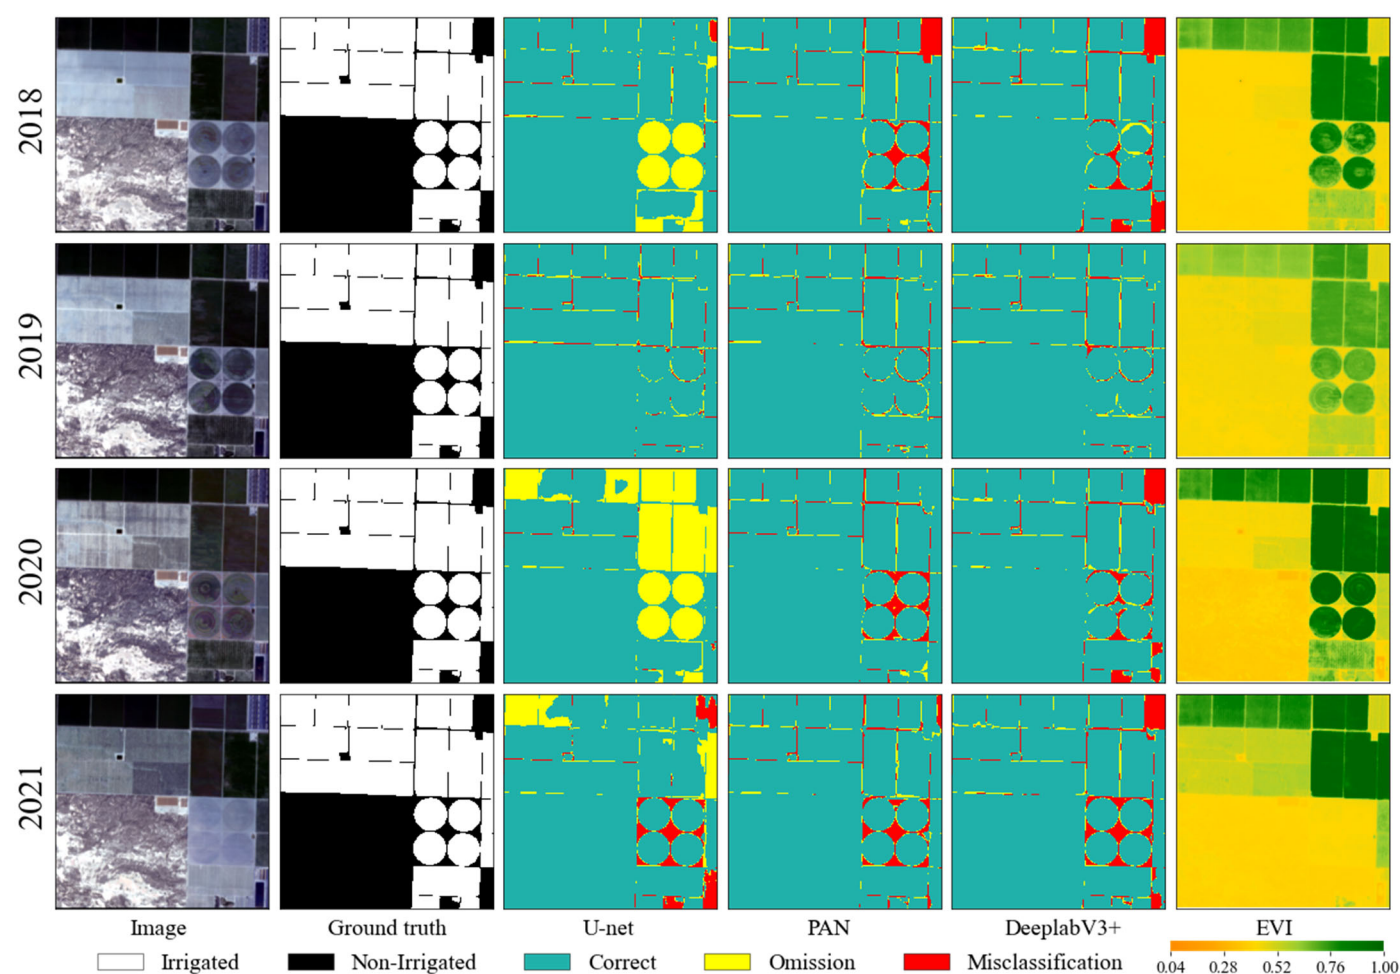 2018
2019
2020
2021
Image Ground truth U-net PAN DeeplabV3+ EVI
Irrigated Non-Irrigated Correct Omission Misclassification
0.04 0.28 0.52 0.76 1.00